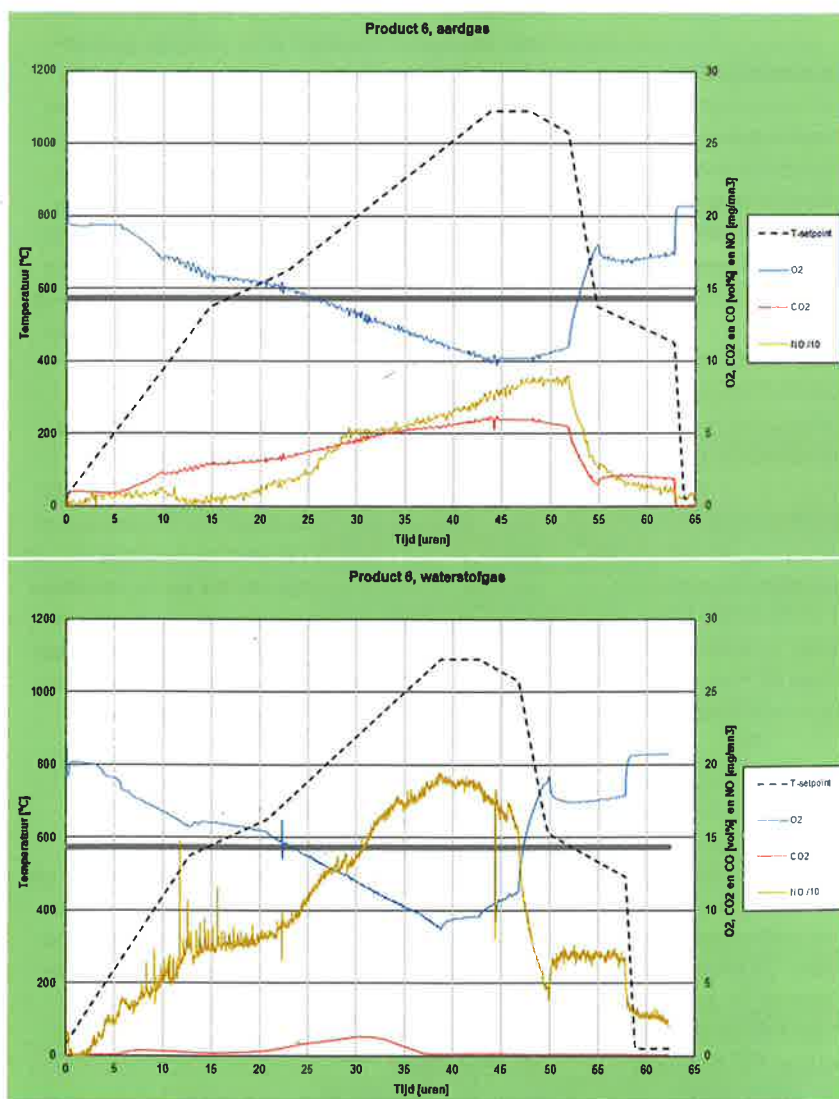 Product 6, aardgas
1200
1000
800
600
400
200
0
Temperatuur [°C]
30
25
20
15
10
5
0
O2, CO2 en CO [vol%] en NO [mg/mn3]
0 5 10 15 20 25 30 35 40 45 50 55 60 65
Tijd [uren]
T-setpoint
O2
CO2
NO /10
Product 6, waterstofgas
1200
1000
800
600
400
200
0
Temperatuur [°C]
30
25
20
15
10
5
0
O2, CO2 en CO [vol%] en NO [mg/mn3]
0 5 10 15 20 25 30 35 40 45 50 55 60 65
Tijd [uren]
T-setpoint
O2
CO2
NO /10